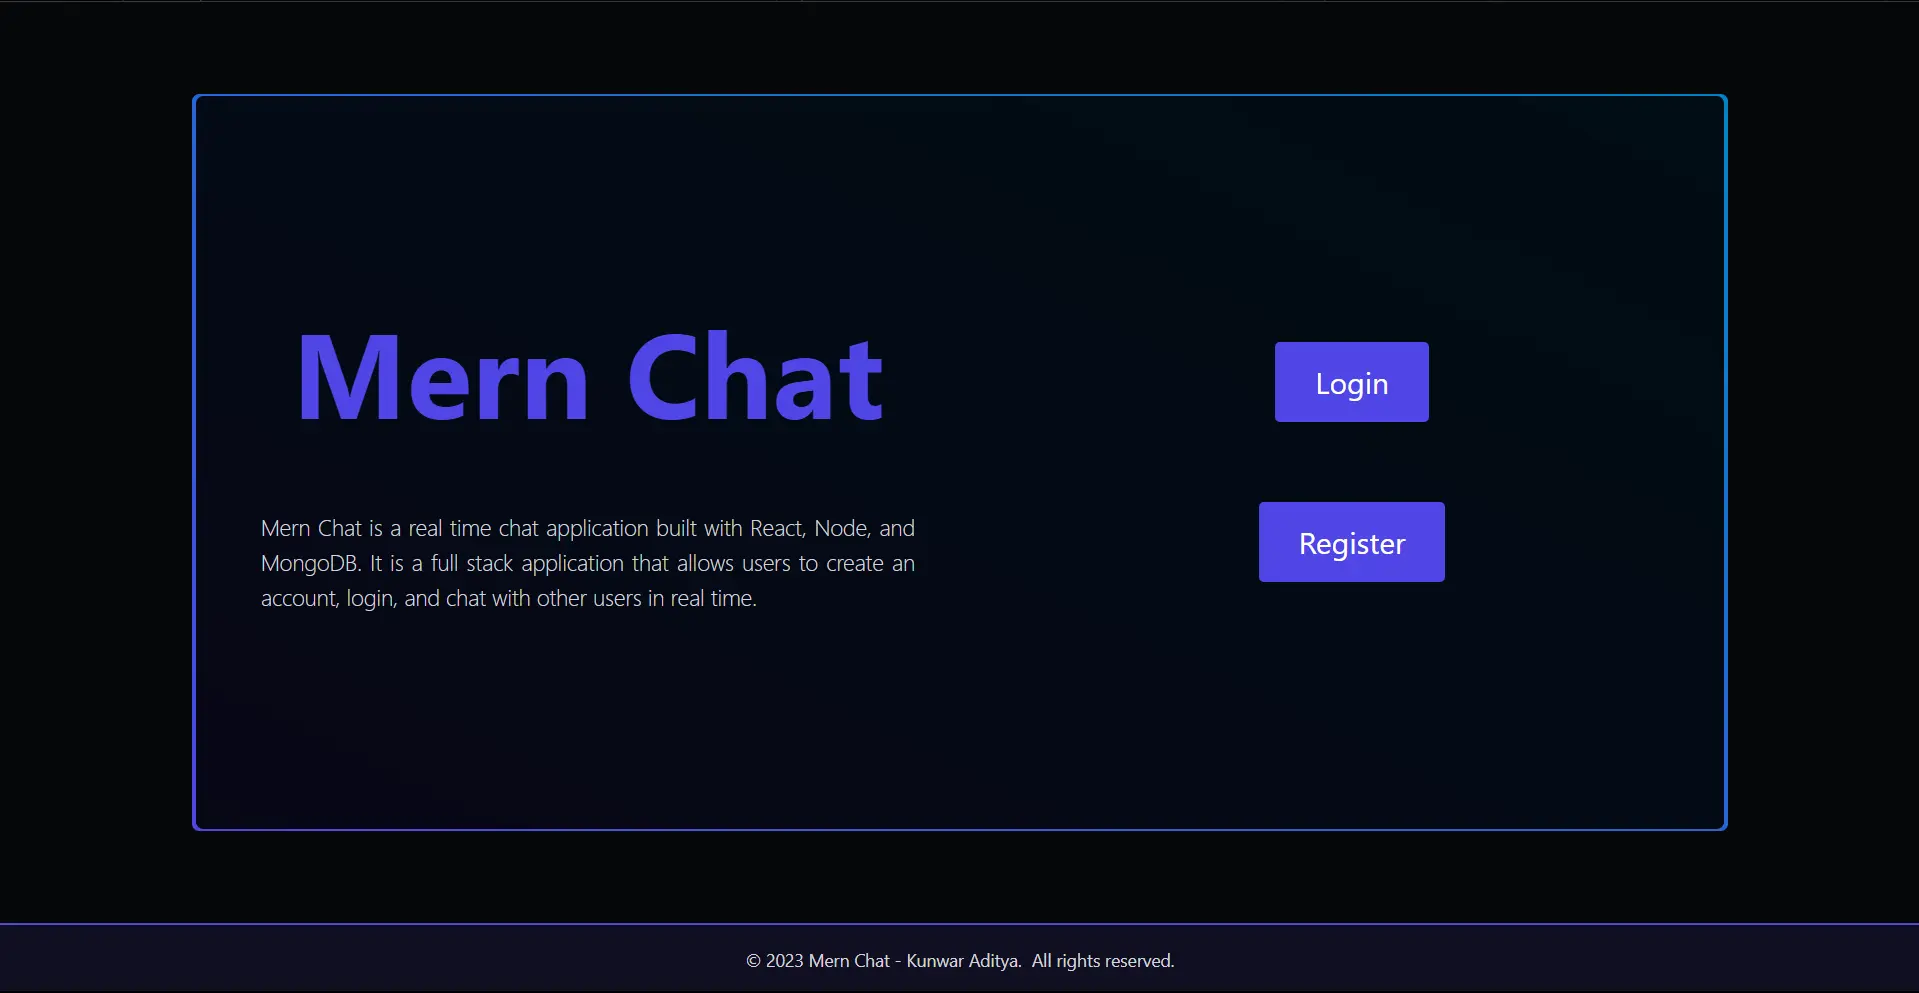 Mern Chat
Mern Chat is a real time chat application built with React, Node, and
MongoDB. It is a full stack application that allows users to create an
account, login, and chat with other users in real time.
Login
Register
© 2023 Mern Chat - Kunwar Aditya.  All rights reserved.